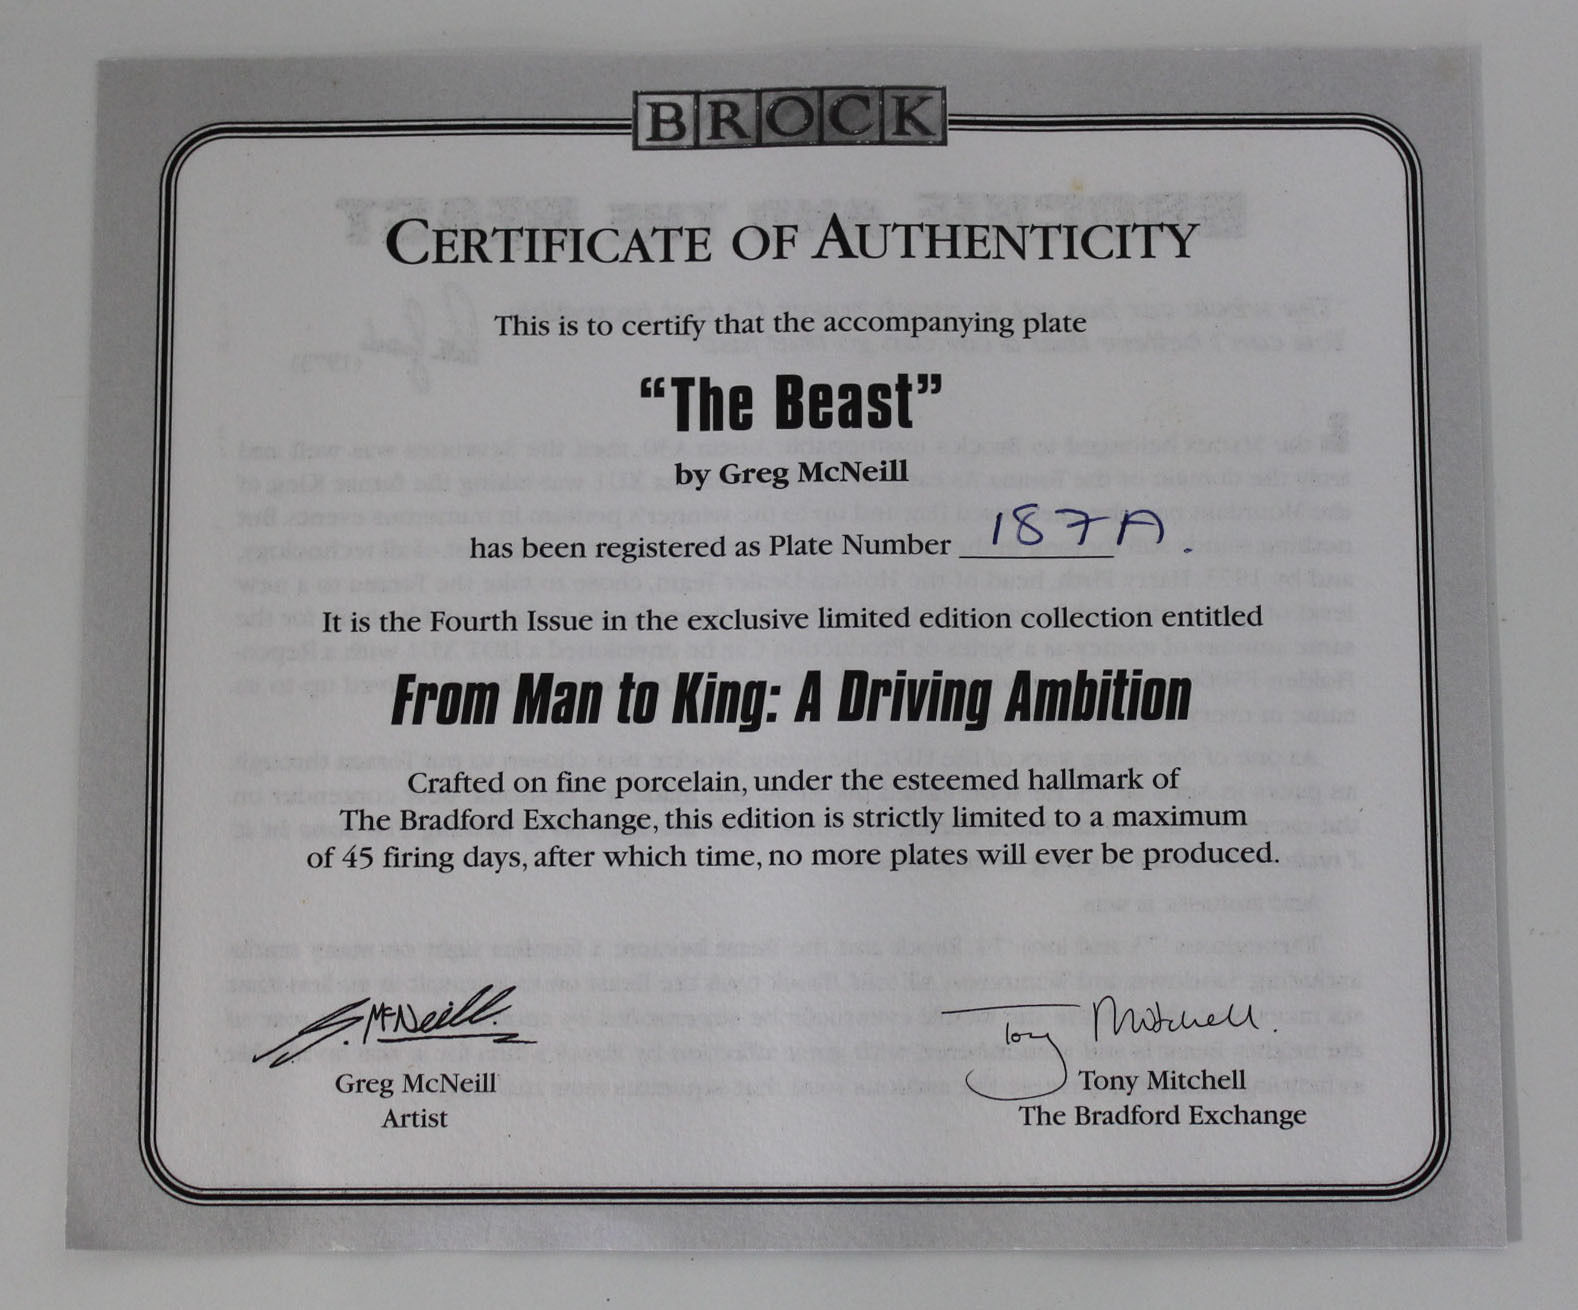 BROCK
CERTIFICATE OF AUTHENTICITY
This is to certify that the accompanying plate
“The Beast”
by Greg McNeill
has been registered as Plate Number 187A.
It is the Fourth Issue in the exclusive limited edition collection entitled
From Man to King: A Driving Ambition
Crafted on fine porcelain, under the esteemed hallmark of
The Bradford Exchange, this edition is strictly limited to a maximum
of 45 firing days, after which time, no more plates will ever be produced.
G. McNeill.
Greg McNeill
Artist
Tony Mitchell.
Tony Mitchell
The Bradford Exchange